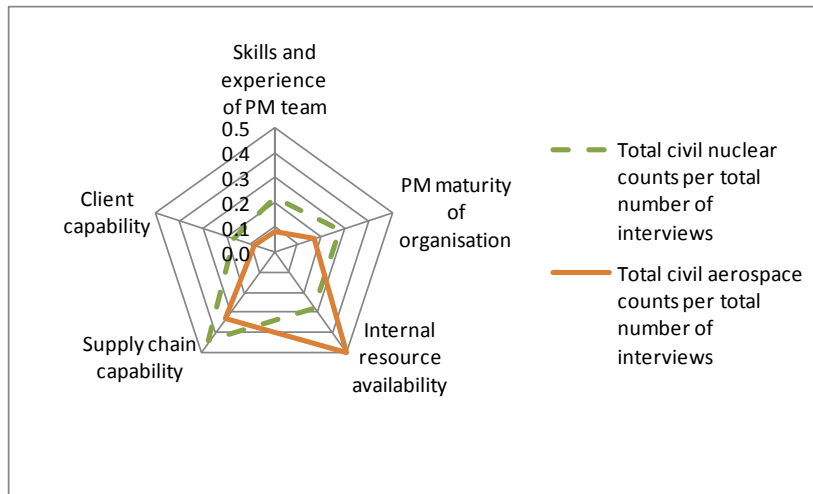 Skills and
experience
of PM team
0.5
0.4
0.3
0.2
0.1
0.0
PM maturity
of
organisation
Internal
resource
availability
Supply chain
capability
Client
capability
Total civil nuclear
counts per total
number of
interviews
Total civil aerospace
counts per total
number of
interviews